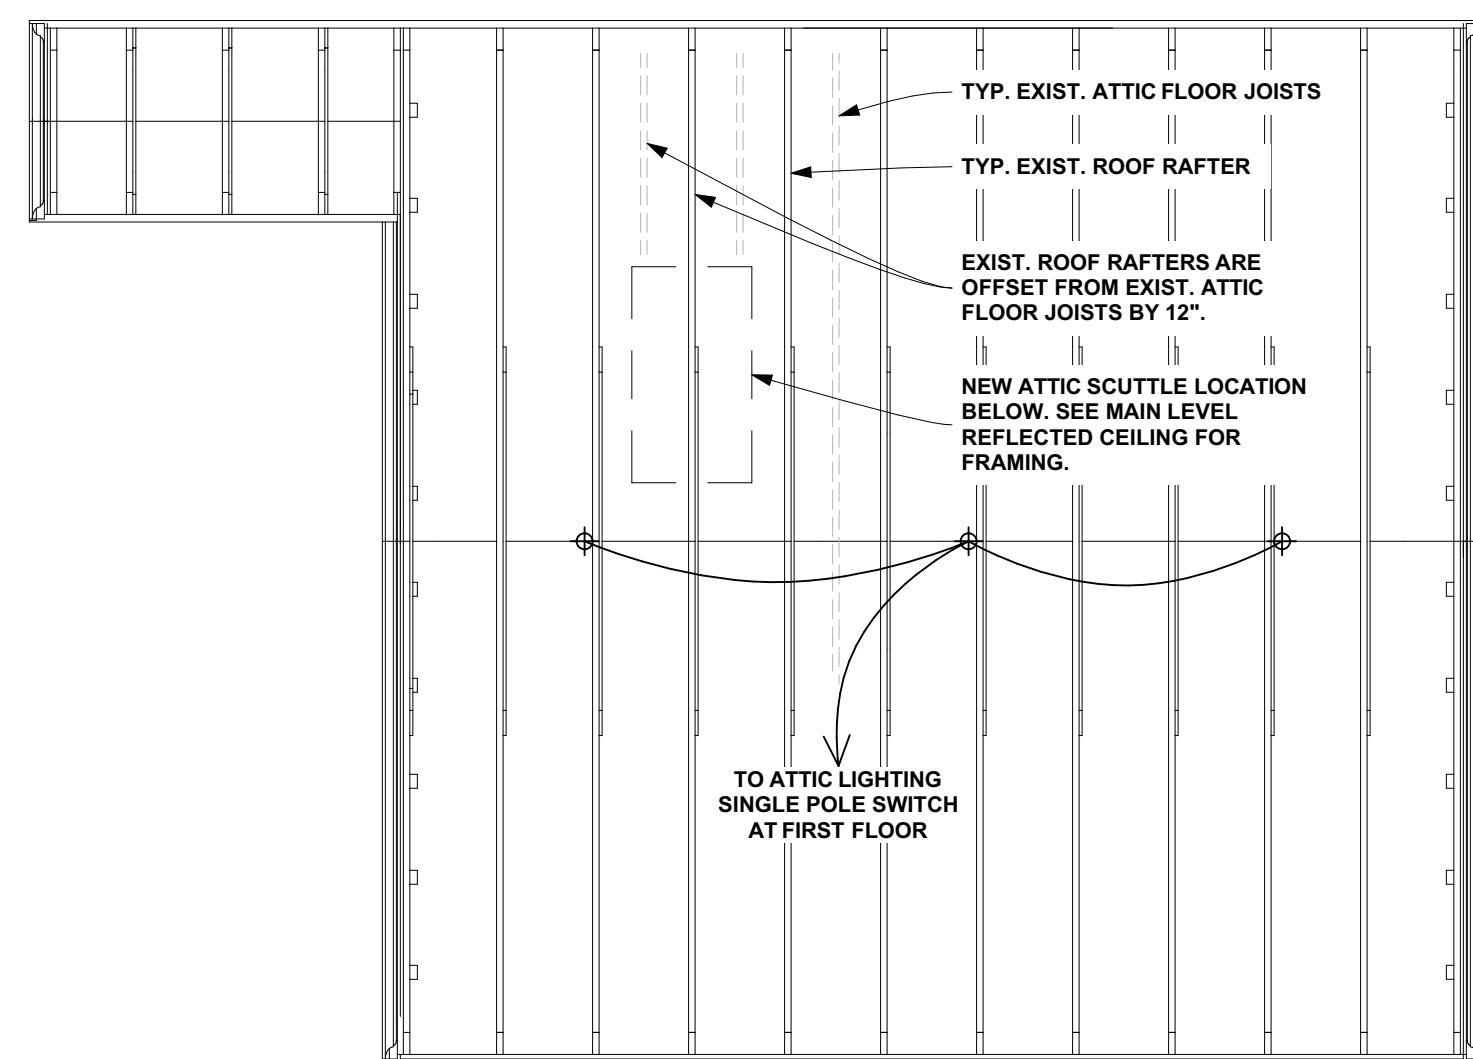 TYP. EXIST. ATTIC FLOOR JOISTS
TYP. EXIST. ROOF RAFTER
EXIST. ROOF RAFTERS ARE
OFFSET FROM EXIST. ATTIC
FLOOR JOISTS BY 12".
NEW ATTIC SCUTTLE LOCATION
BELOW. SEE MAIN LEVEL
REFLECTED CEILING FOR
FRAMING.
TO ATTIC LIGHTING
SINGLE POLE SWITCH
AT FIRST FLOOR